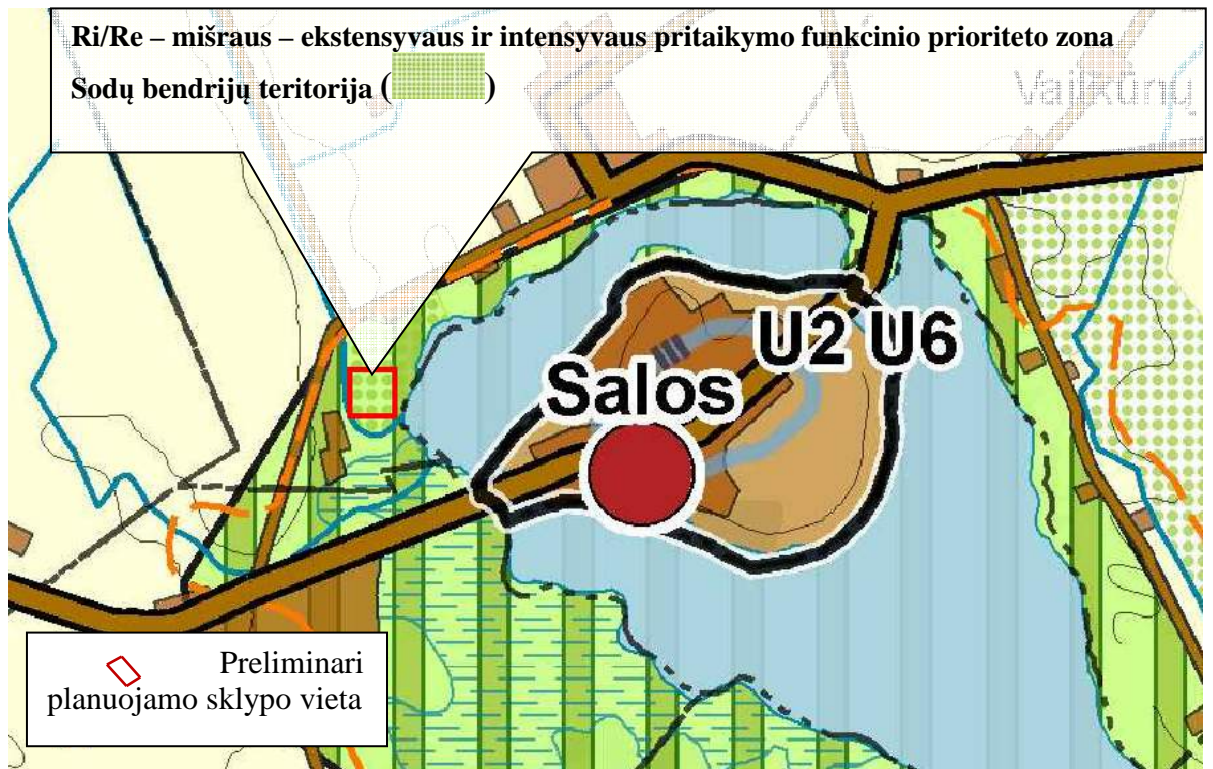 Ri/Re – mišraus – ekstensyvaus ir intensyvaus pritaikymo funkcinio prioriteto zona
Sodų bendrijų teritorija ( )
U2 U6
Salos
Preliminari
planuojamo sklypo vieta